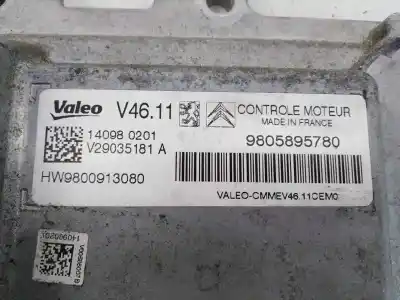 Valeo V46.11 CONTROLE MOTEUR
MADE IN FRANCE
14098 0201
V29035181 A
9805895780
HW9800913080
VALEO-CMMEV46.11CEM0